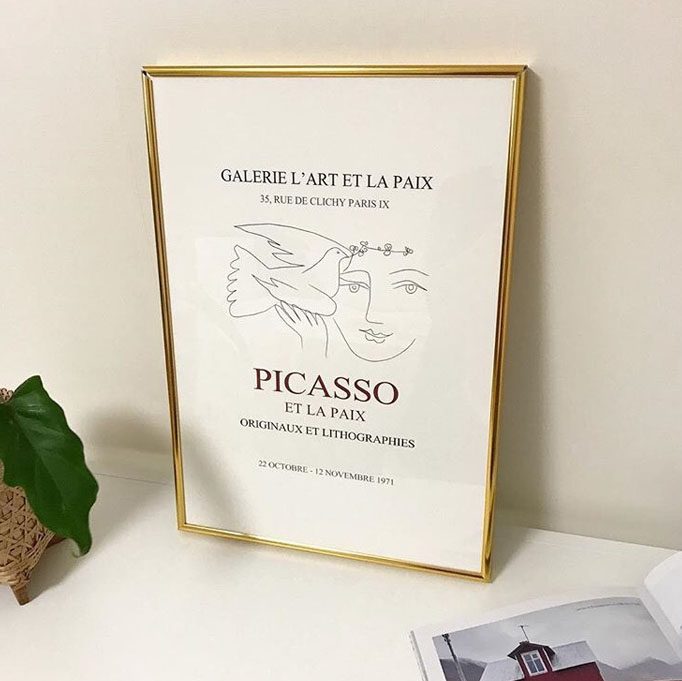 GALERIE L'ART ET LA PAIX
35, RUE DE CLICHY PARIS IX
PICASSO
ET LA PAIX
ORIGINAUX ET LITHOGRAPHIES
22 OCTOBRE - 12 NOVEMBRE 1971